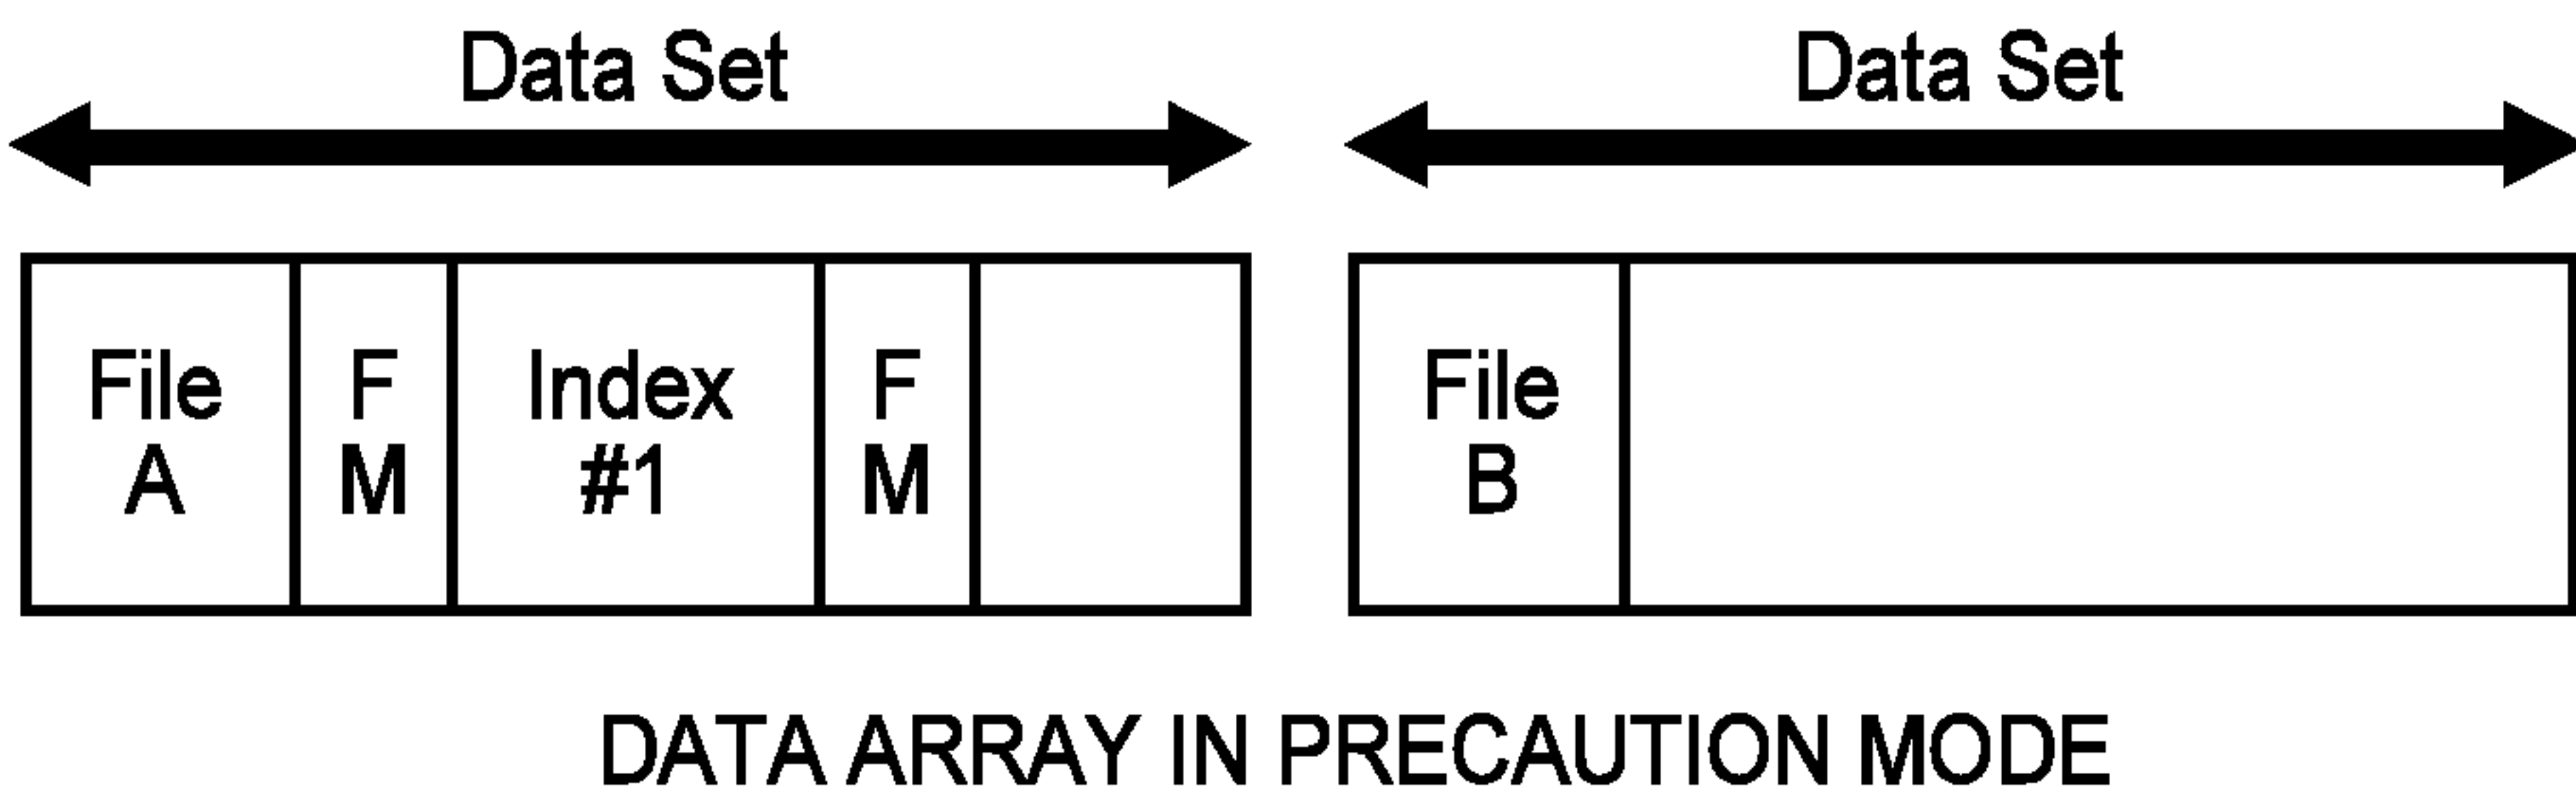 Data Set
Data Set
File
A
F
M
Index
#1
F
M
File
B
DATA ARRAY IN PRECAUTION MODE